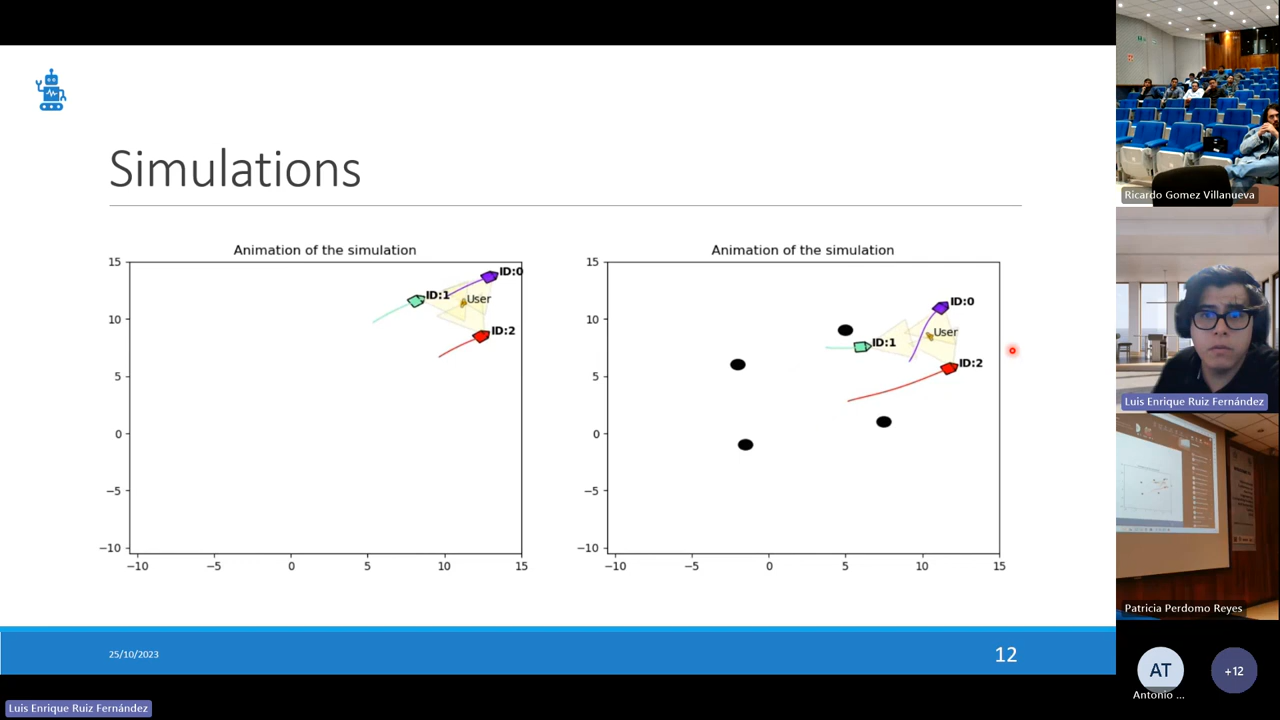 Simulations
Animation of the simulation
15
10
5
0
−5
−10
−10
−5
0
5
10
15
ID:0
ID:1
User
ID:2
Animation of the simulation
15
10
5
0
−5
−10
−10
−5
0
5
10
15
ID:0
User
ID:1
ID:2
25/10/2023
12
Luis Enrique Ruiz Fernández
Ricardo Gomez Villanueva
Luis Enrique Ruiz Fernández
Patricia Perdomo Reyes
AT
Antonio ...
+12